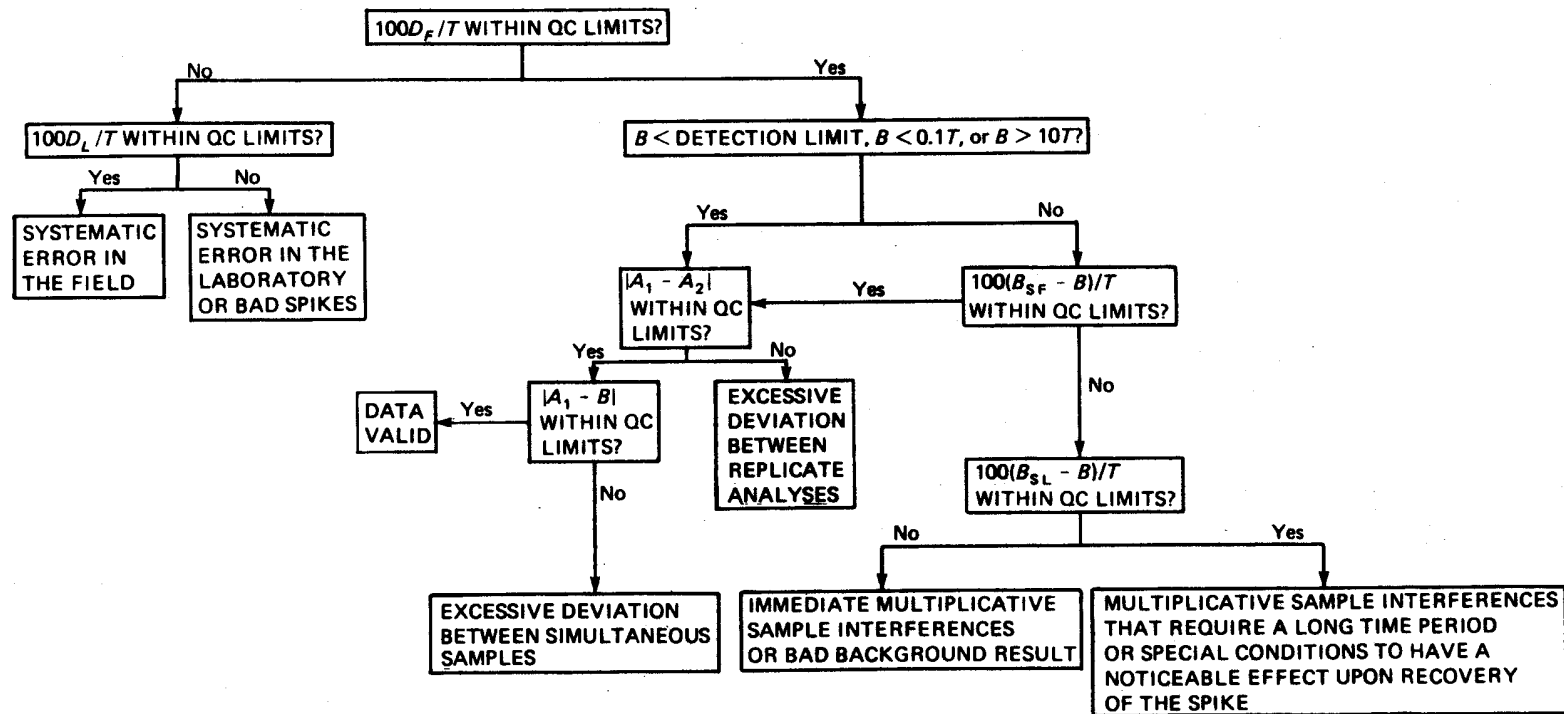 100D_F/T WITHIN QC LIMITS?
No
Yes
100D_L/T WITHIN QC LIMITS?
B < DETECTION LIMIT, B < 0.1T, or B > 10T?
Yes
No
SYSTEMATIC
ERROR IN
THE FIELD
SYSTEMATIC
ERROR IN THE
LABORATORY
OR BAD SPIKES
Yes
No
|A₁ - A₂|
WITHIN QC
LIMITS?
Yes
100(B_SF - B)/T
WITHIN QC LIMITS?
Yes
No
No
|A₁ - B|
WITHIN QC
LIMITS?
Yes
DATA
VALID
EXCESSIVE
DEVIATION
BETWEEN
REPLICATE
ANALYSES
No
100(B_SL - B)/T
WITHIN QC LIMITS?
No
Yes
EXCESSIVE DEVIATION
BETWEEN SIMULTANEOUS
SAMPLES
IMMEDIATE MULTIPLICATIVE
SAMPLE INTERFERENCES
OR BAD BACKGROUND RESULT
MULTIPLICATIVE SAMPLE INTERFERENCES
THAT REQUIRE A LONG TIME PERIOD
OR SPECIAL CONDITIONS TO HAVE A
NOTICEABLE EFFECT UPON RECOVERY
OF THE SPIKE